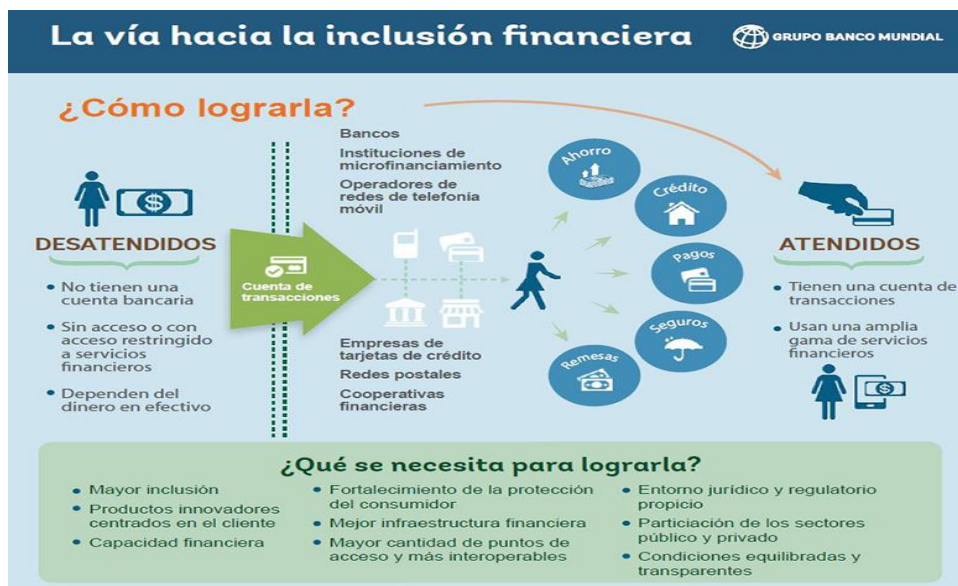 La vía hacia la inclusión financiera
GRUPO BANCO MUNDIAL
¿Cómo lograrla?
DESATENDIDOS
• No tienen una
cuenta bancaria
• Sin acceso o con
acceso restringido
a servicios
financieros
• Dependen del
dinero en efectivo
Cuenta de
transacciones
Bancos
Instituciones de
microfinanciamiento
Operadores de
redes de telefonía
móvil
Empresas de
tarjetas de crédito
Redes postales
Cooperativas
financieras
Ahorro
Crédito
Pagos
Seguros
Remesas
ATENDIDOS
• Tienen una cuenta de
transacciones
• Usan una amplia
gama de servicios
financieros
¿Qué se necesita para lograrla?
• Mayor inclusión
• Productos innovadores
centrados en el cliente
• Capacidad financiera
• Fortalecimiento de la protección
del consumidor
• Mejor infraestructura financiera
• Mayor cantidad de puntos de
acceso y más interoperables
• Entorno jurídico y regulatorio
propicio
• Particiación de los sectores
público y privado
• Condiciones equilibradas y
transparentes